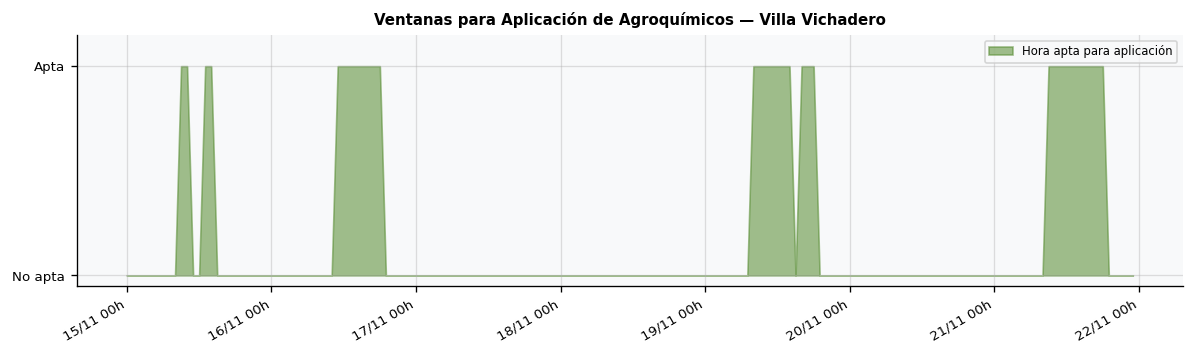 Ventanas para Aplicación de Agroquímicos — Villa Vichadero
Hora apta para aplicación
Apta
No apta
15/11 00h
16/11 00h
17/11 00h
18/11 00h
19/11 00h
20/11 00h
21/11 00h
22/11 00h